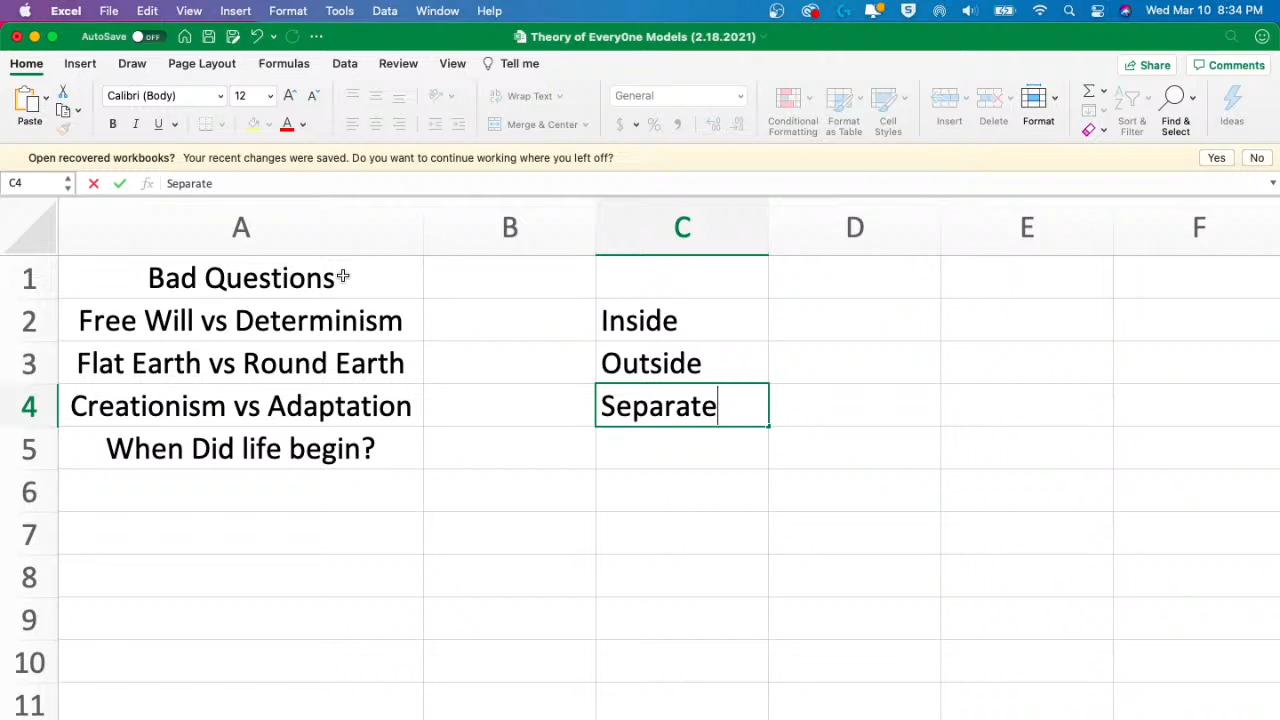 Excel File Edit View Insert Format Tools Data Window Help Wed Mar 10 8:34 PM
AutoSave OFF Theory of EveryOne Models (2.18.2021)
Home Insert Draw Page Layout Formulas Data Review View Tell me Share Comments
Paste Calibri (Body) 12 Wrap Text General Conditional Formatting Format as Table Cell Styles Insert Delete Format Sort & Filter Find & Select Ideas
B I U A Merge & Center $ % ,
Open recovered workbooks? Your recent changes were saved. Do you want to continue working where you left off? Yes No
C4 fx Separate
A B C D E F
1 Bad Questions
2 Free Will vs Determinism Inside
3 Flat Earth vs Round Earth Outside
4 Creationism vs Adaptation Separate
5 When Did life begin?
6
7
8
9
10
11